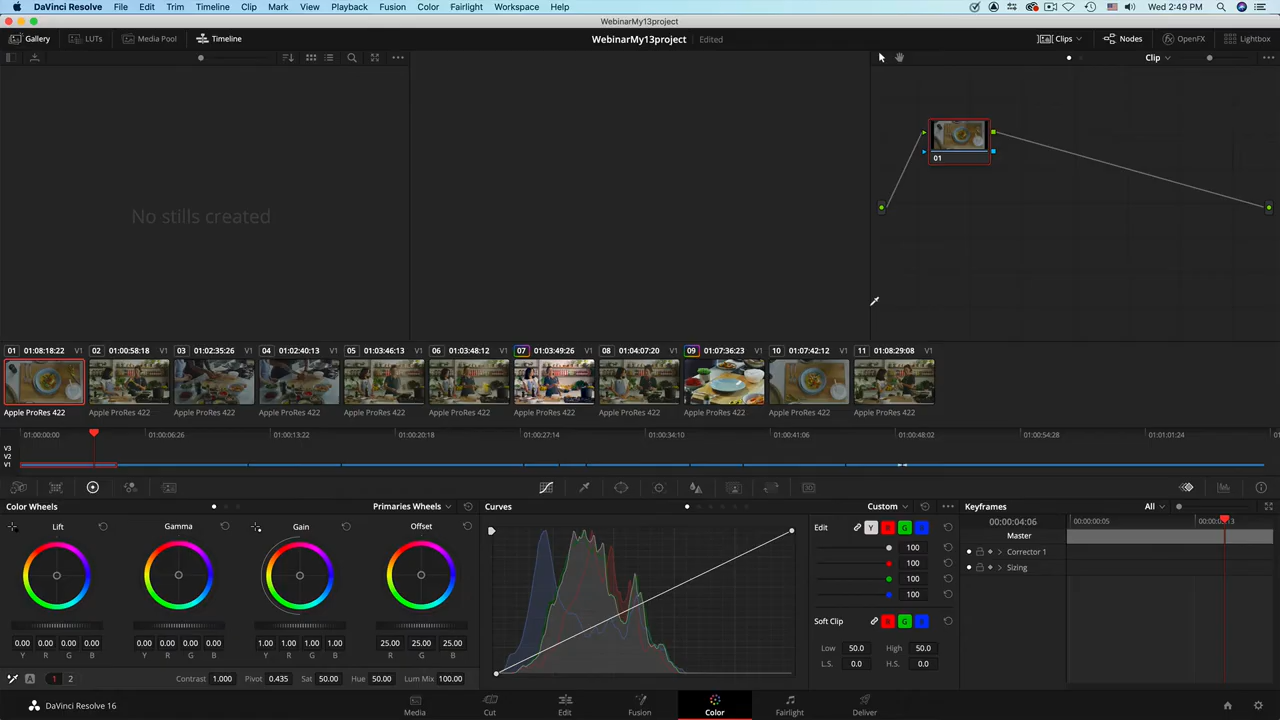 DaVinci Resolve File Edit Trim Timeline Clip Mark View Playback Fusion Color Fairlight Workspace Help Wed 2:49 PM
WebinarMy13project
Gallery LUTs Media Pool Timeline WebinarMy13project Edited Clips Nodes OpenFX Lightbox
Clip
01
No stills created
01 01:08:18:22 V1 02 01:00:58:18 V1 03 01:02:35:26 V1 04 01:02:40:13 V1 05 01:03:46:13 V1 06 01:03:48:12 V1 07 01:03:49:26 V1 08 01:04:07:20 V1 09 01:07:36:23 V1 10 01:07:42:12 V1 11 01:08:29:08 V1
Apple ProRes 422 Apple ProRes 422 Apple ProRes 422 Apple ProRes 422 Apple ProRes 422 Apple ProRes 422 Apple ProRes 422 Apple ProRes 422 Apple ProRes 422 Apple ProRes 422 Apple ProRes 422
01:00:00:00 01:00:06:26 01:00:13:22 01:00:20:18 01:00:27:14 01:00:34:10 01:00:41:06 01:00:48:02 01:00:54:28 01:01:01:24
V3
V2
V1
Color Wheels Primaries Wheels Curves Custom Keyframes All
Lift Gamma Gain Offset Edit Y R G B 00:00:04:06 00:00:00:05
Master
100
100 Corrector 1
100 Sizing
100
Soft Clip R G B
0.00 0.00 0.00 0.00 0.00 0.00 0.00 0.00 1.00 1.00 1.00 1.00 25.00 25.00 25.00 Low 50.0 High 50.0
Y R G B Y R G B Y R G B R G B L.S. 0.0 H.S. 0.0
A 1 2 Contrast 1.000 Pivot 0.435 Sat 50.00 Hue 50.00 Lum Mix 100.00
DaVinci Resolve 16 Media Cut Edit Fusion Color Fairlight Deliver